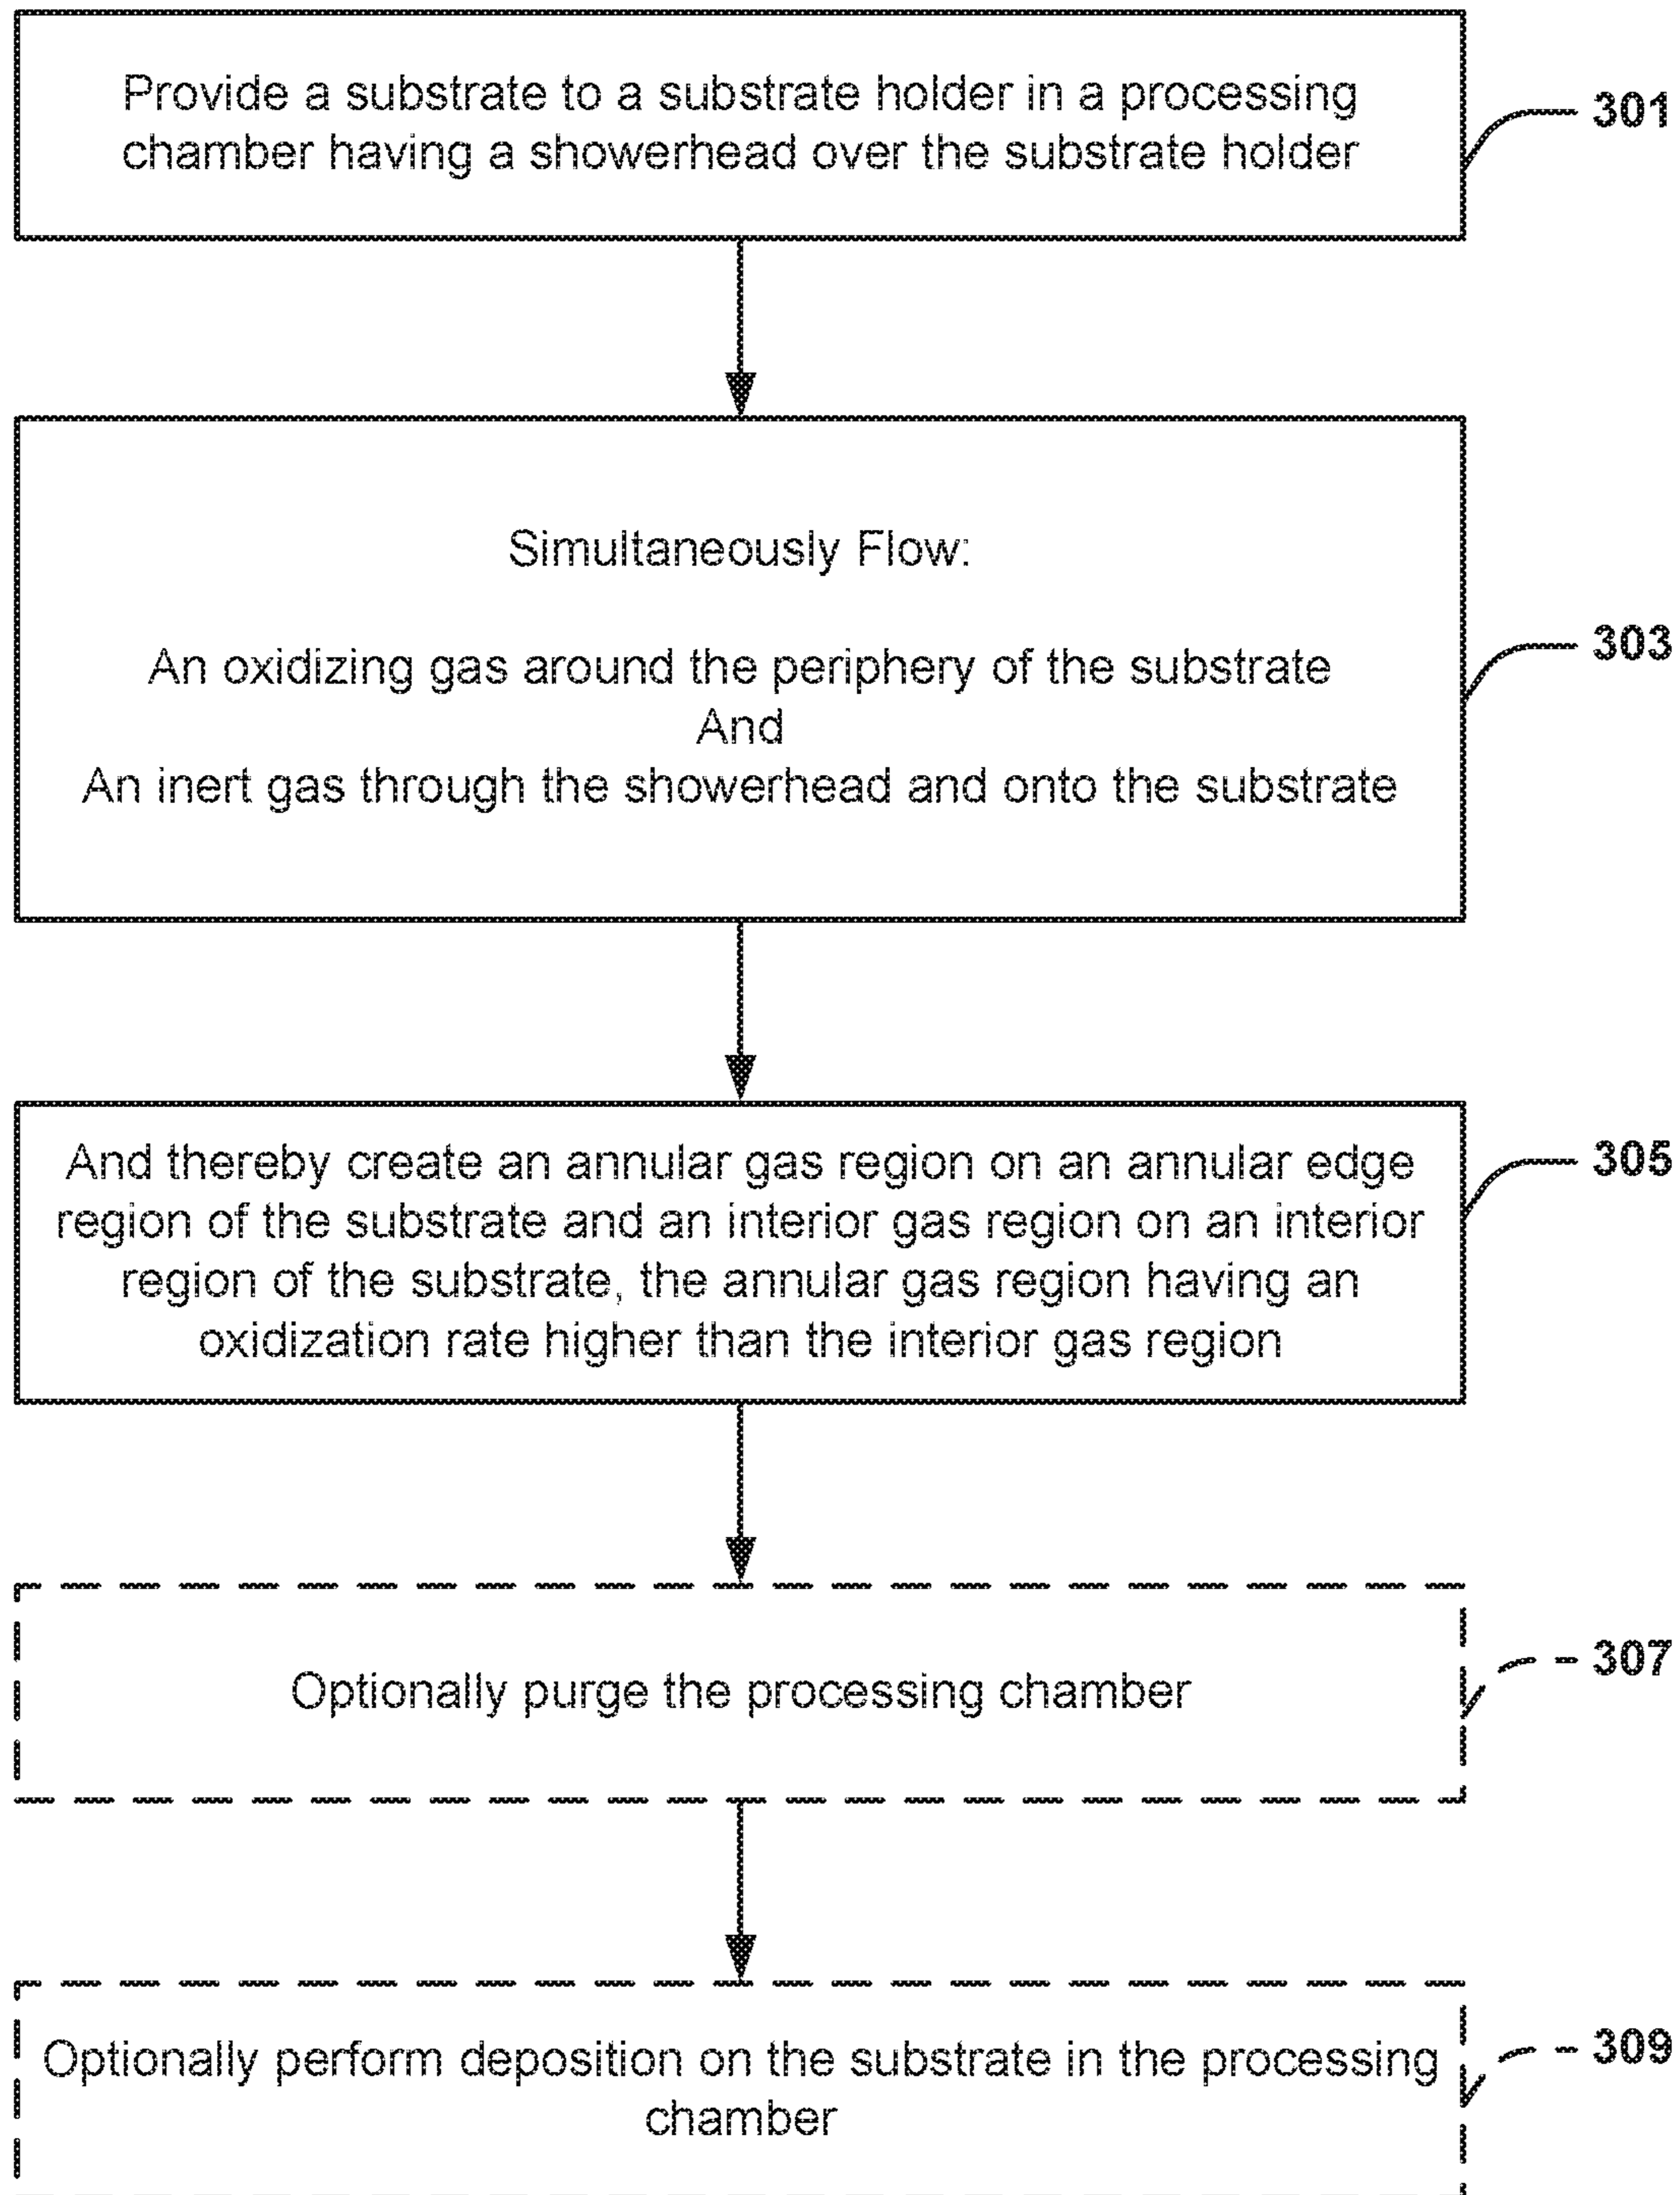 Provide a substrate to a substrate holder in a processing
chamber having a showerhead over the substrate holder
301
Simultaneously Flow:
An oxidizing gas around the periphery of the substrate
And
An inert gas through the showerhead and onto the substrate
303
And thereby create an annular gas region on an annular edge
region of the substrate and an interior gas region on an interior
region of the substrate, the annular gas region having an
oxidization rate higher than the interior gas region
305
Optionally purge the processing chamber
307
Optionally perform deposition on the substrate in the processing
chamber
309